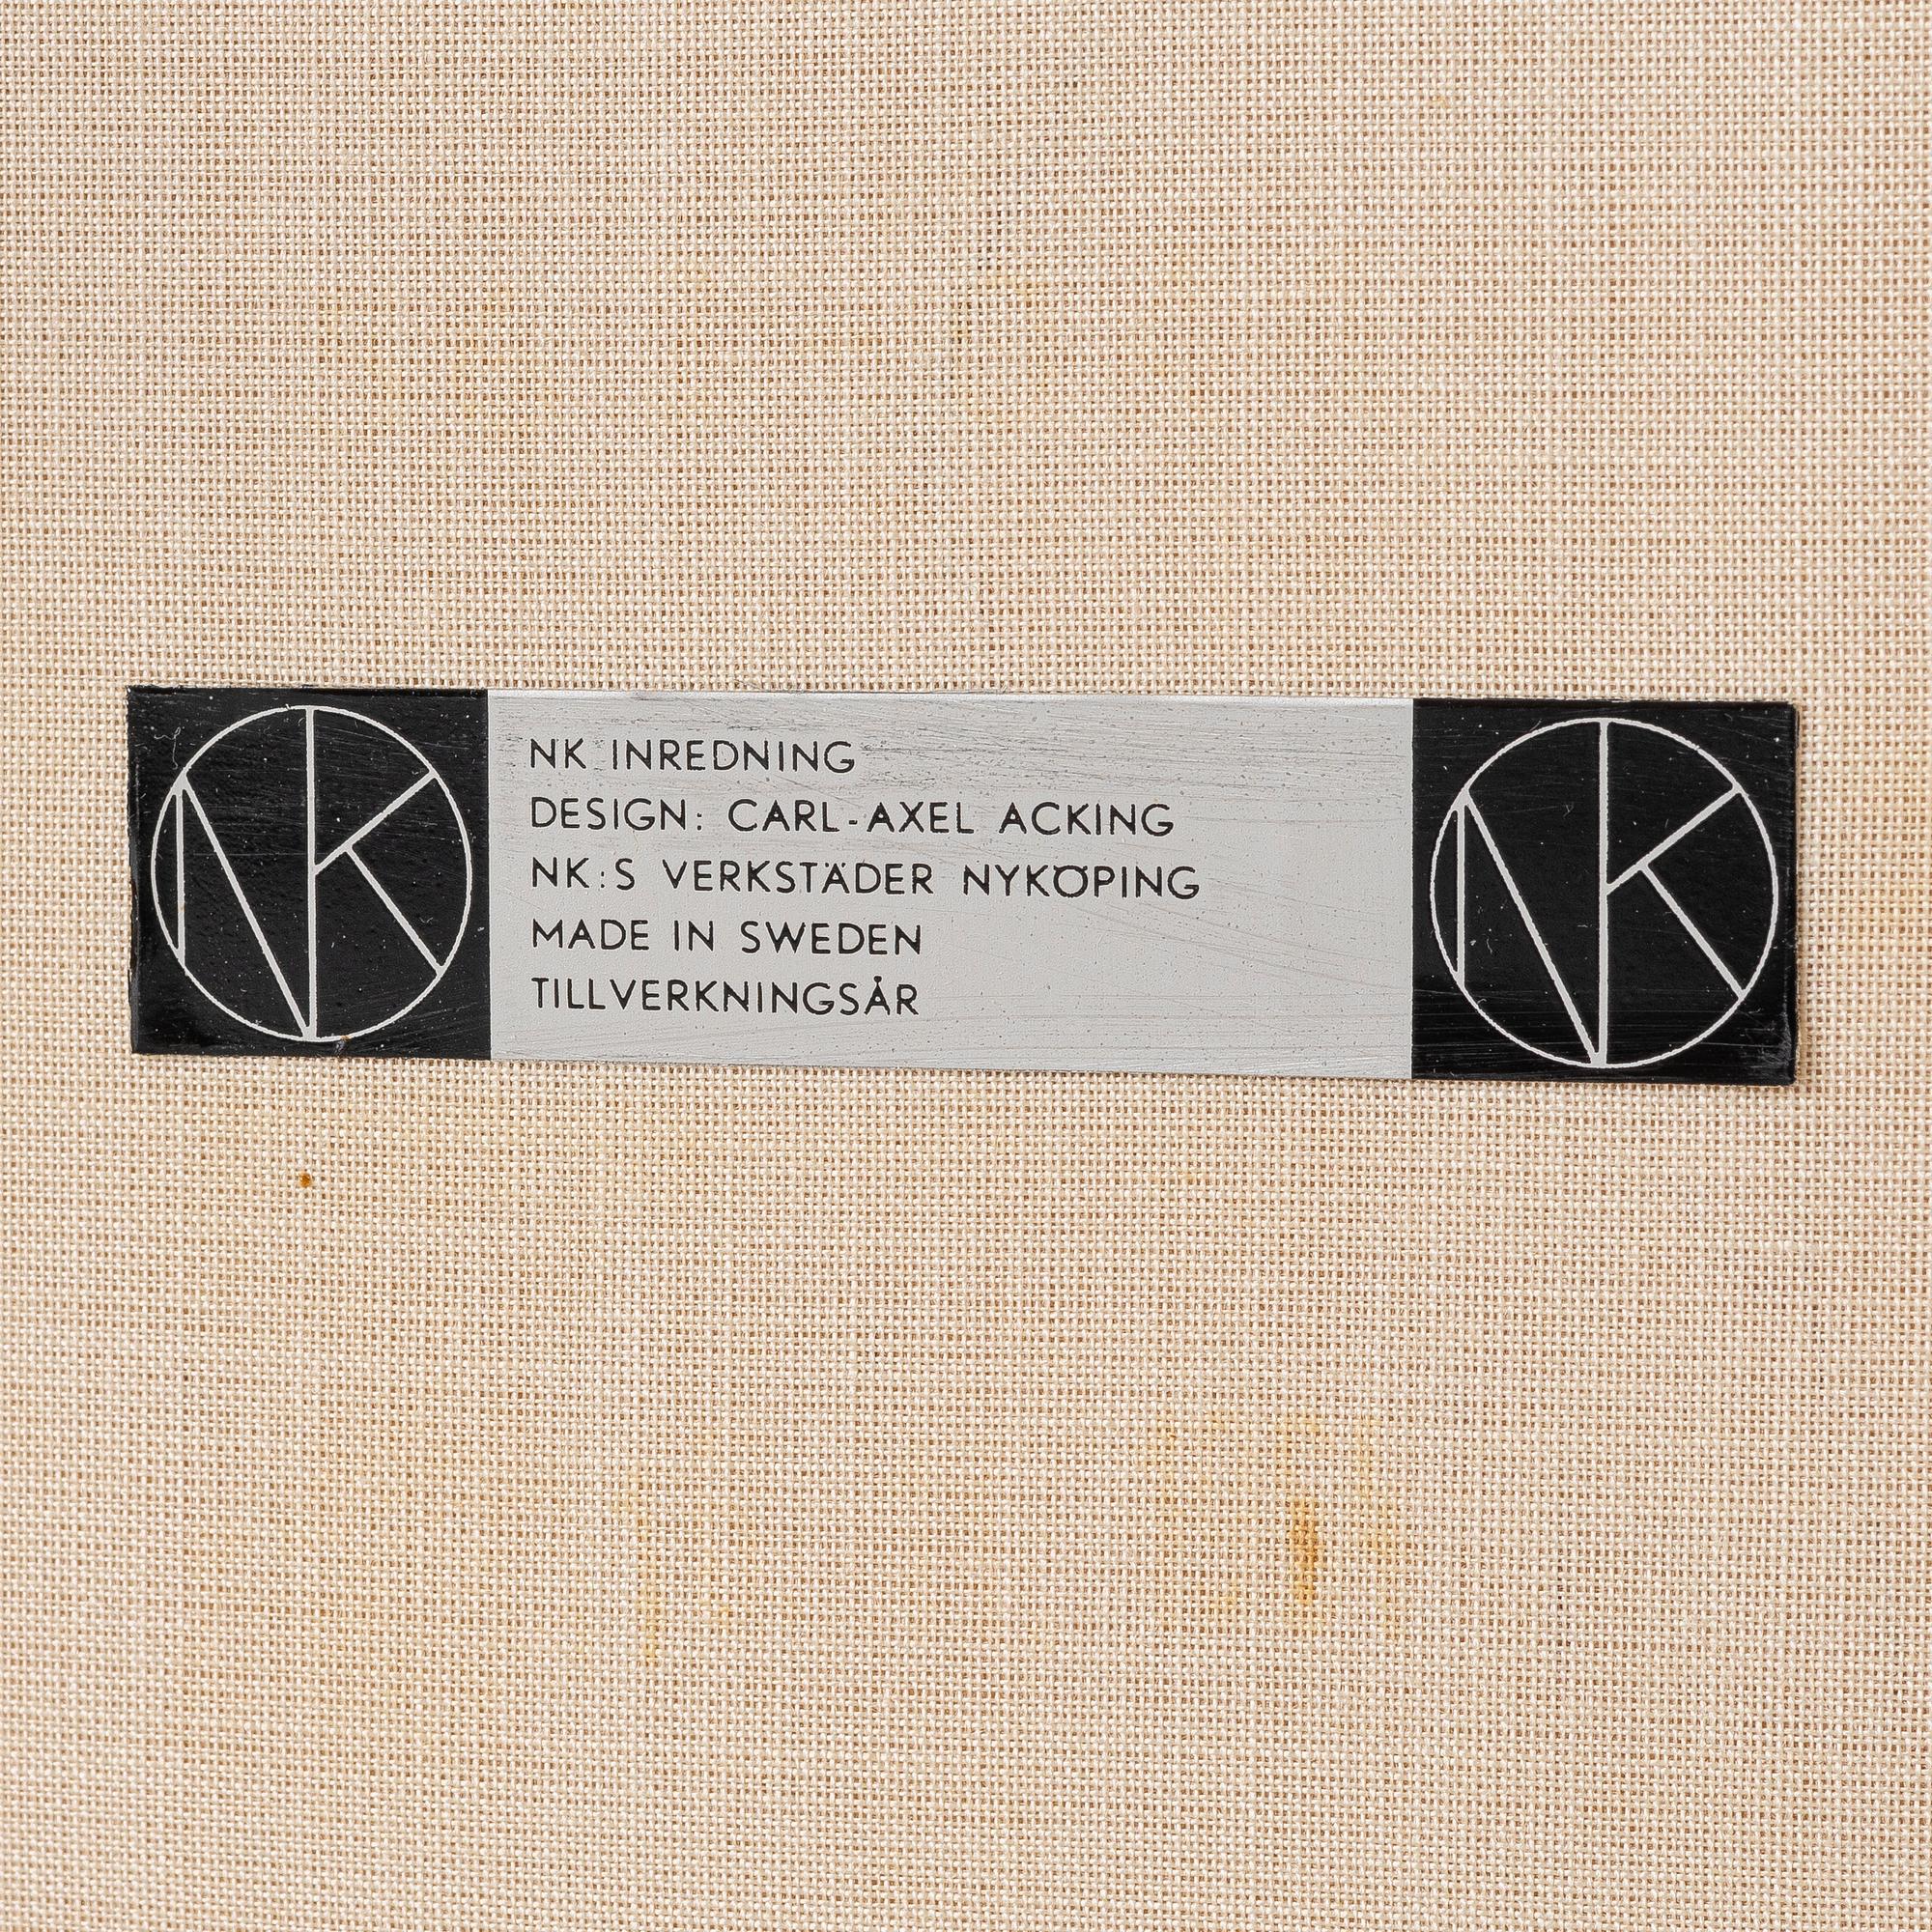 NK
NK INREDNING
DESIGN: CARL-AXEL ACKING
NK:S VERKSTÄDER NYKÖPING
MADE IN SWEDEN
TILLVERKNINGSÅR
NK